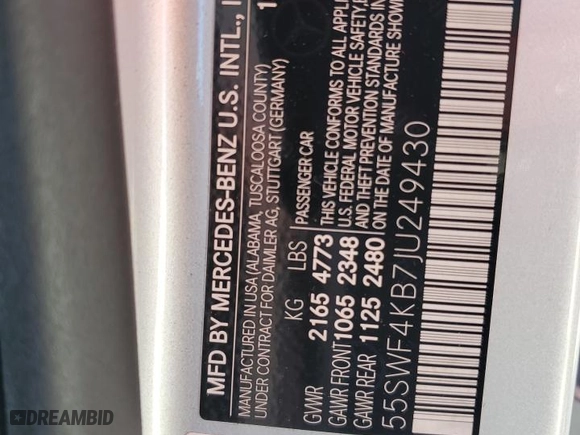 MFD BY MERCEDES-BENZ U.S. INTL.,
MANUFACTURED IN USA (ALABAMA, TUSCALOOSA COUNTY)
UNDER CONTRACT FOR DAIMLER AG, STUTTGART (GERMANY)
KG LBS PASSENGER CAR
GVWR 2165 4773 THIS VEHICLE CONFORMS TO ALL
GAWR FRONT 1065 2348 U.S. FEDERAL MOTOR VEHICLE SAFETY,
GAWR REAR 1125 2480 AND THEFT PREVENTION STANDARDS IN
ON THE DATE OF MANUFACTURE SHOWN
55SWF4KB7JU249430
DREAMBID